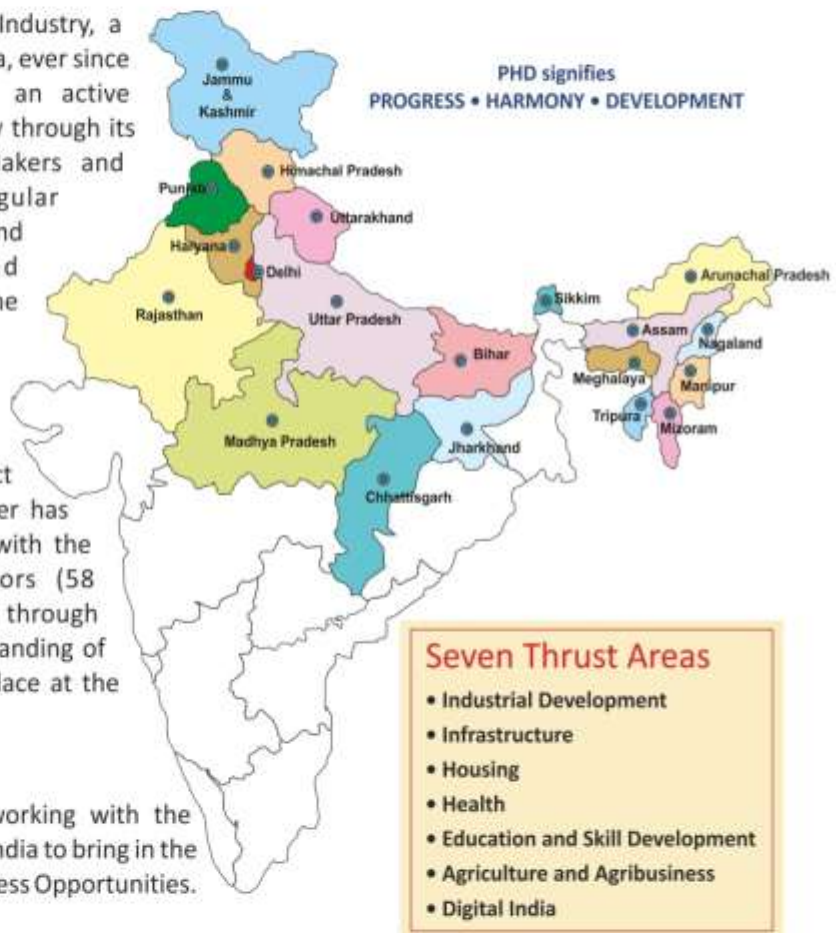 Industry, a
a, ever since
an active
through its
akers and
gular
nd
d
ne
ct
er has
with the
ors (58
through
anding of
lace at the
working with the
ndia to bring in the
ess Opportunities.
PHD signifies
PROGRESS • HARMONY • DEVELOPMENT
Jammu
&
Kashmir
Himachal Pradesh
Punjab
Uttarakhand
Haryana
Delhi
Rajasthan
Uttar Pradesh
Bihar
Sikkim
Arunachal Pradesh
Assam
Nagaland
Meghalaya
Manipur
Tripura
Mizoram
Madhya Pradesh
Jharkhand
Chhattisgarh
Seven Thrust Areas
• Industrial Development
• Infrastructure
• Housing
• Health
• Education and Skill Development
• Agriculture and Agribusiness
• Digital India